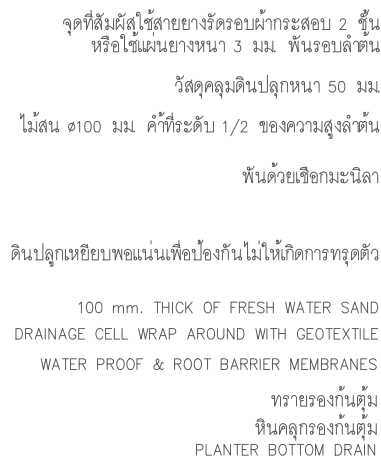 จุดที่สัมผัสใช้สายยางรัดรอบผ้ากระสอบ 2 ชั้น
หรือใช้แผ่นยางหนา 3 มม. พันรอบลำต้น
วัสดุคลุมดินปลูกหนา 50 มม.
ไม้สน ø100 มม. ค้ำที่ระดับ 1/2 ของความสูงลำต้น
พันด้วยเชือกมะนิลา
ดินปลูกเหยียบพอแน่นเพื่อป้องกันไม่ให้เกิดการทรุดตัว
100 mm. THICK OF FRESH WATER SAND
DRAINAGE CELL WRAP AROUND WITH GEOTEXTILE
WATER PROOF & ROOT BARRIER MEMBRANES
ทรายรองก้นตุ้ม
หินคลุกรองก้นตุ้ม
PLANTER BOTTOM DRAIN